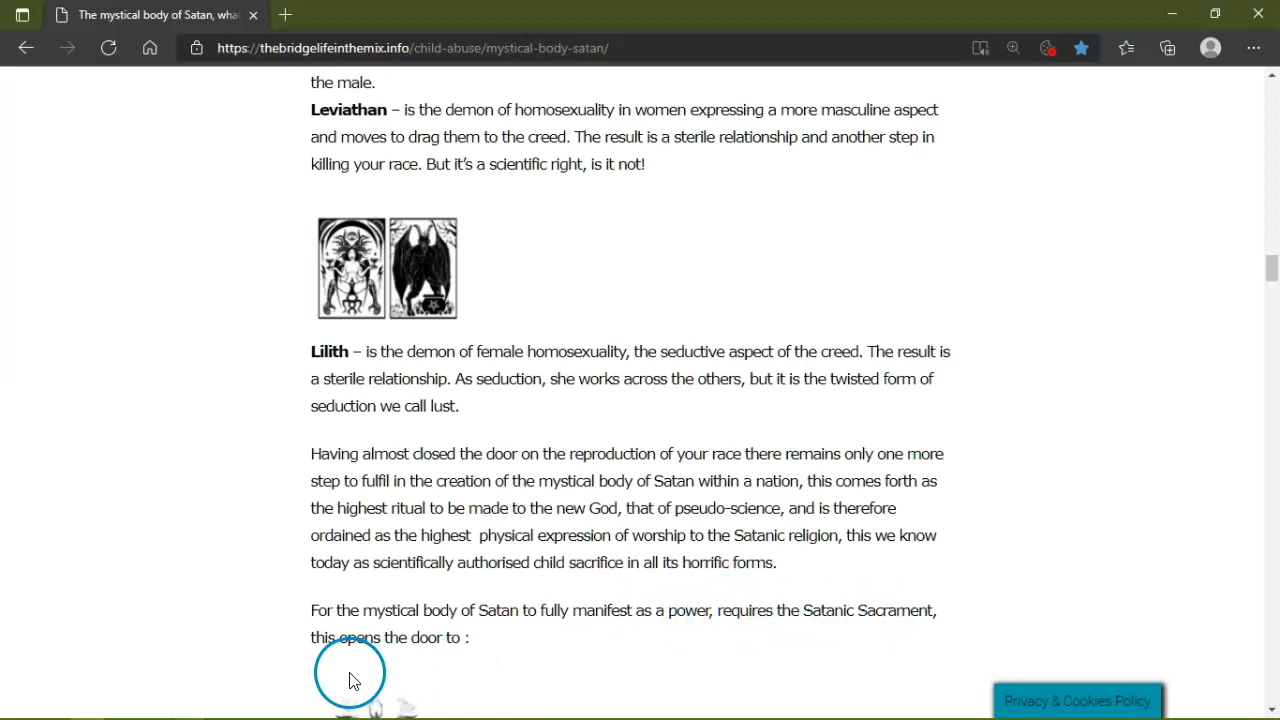 The mystical body of Satan, wha
https://thebridgelifeinthemix.info/child-abuse/mystical-body-satan/
the male.
Leviathan – is the demon of homosexuality in women expressing a more masculine aspect
and moves to drag them to the creed. The result is a sterile relationship and another step in
killing your race. But it's a scientific right, is it not!
Lilith – is the demon of female homosexuality, the seductive aspect of the creed. The result is
a sterile relationship. As seduction, she works across the others, but it is the twisted form of
seduction we call lust.
Having almost closed the door on the reproduction of your race there remains only one more
step to fulfil in the creation of the mystical body of Satan within a nation, this comes forth as
the highest ritual to be made to the new God, that of pseudo-science, and is therefore
ordained as the highest  physical expression of worship to the Satanic religion, this we know
today as scientifically authorised child sacrifice in all its horrific forms.
For the mystical body of Satan to fully manifest as a power, requires the Satanic Sacrament,
this opens the door to :
Privacy & Cookies Policy